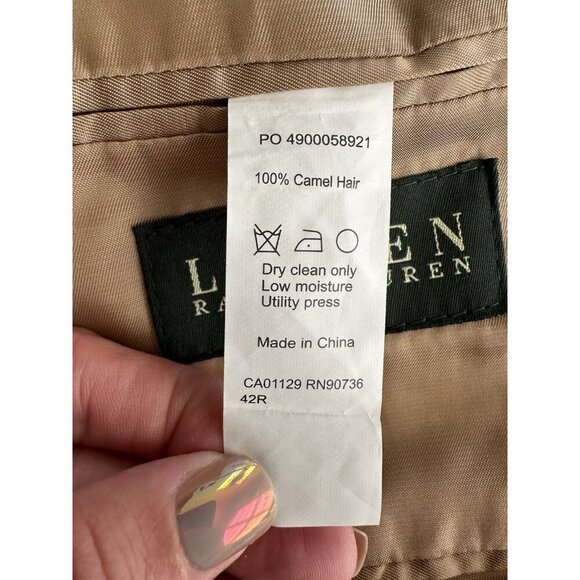 PO 4900058921
100% Camel Hair
Dry clean only
Low moisture
Utility press
Made in China
CA01129 RN90736
42R